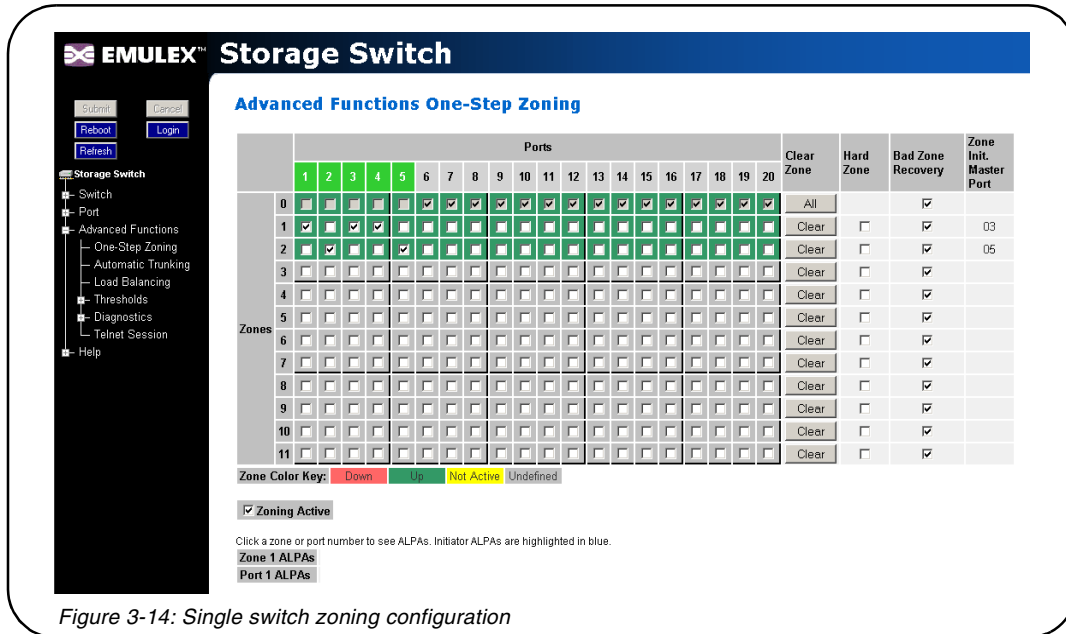 EMULEX™ Storage Switch
Submit Cancel
Reboot Login
Refresh
Storage Switch
Switch
Port
Advanced Functions
One-Step Zoning
Automatic Trunking
Load Balancing
Thresholds
Diagnostics
Telnet Session
Help
Advanced Functions One-Step Zoning
Ports Clear Zone Hard Zone Bad Zone Recovery Zone Init. Master Port
1 2 3 4 5 6 7 8 9 10 11 12 13 14 15 16 17 18 19 20
Zones
0 All
1 Clear 03
2 Clear 05
3 Clear
4 Clear
5 Clear
6 Clear
7 Clear
8 Clear
9 Clear
10 Clear
11 Clear
Zone Color Key: Down Up Not Active Undefined
Zoning Active
Click a zone or port number to see ALPAs. Initiator ALPAs are highlighted in blue.
Zone 1 ALPAs
Port 1 ALPAs
Figure 3-14: Single switch zoning configuration